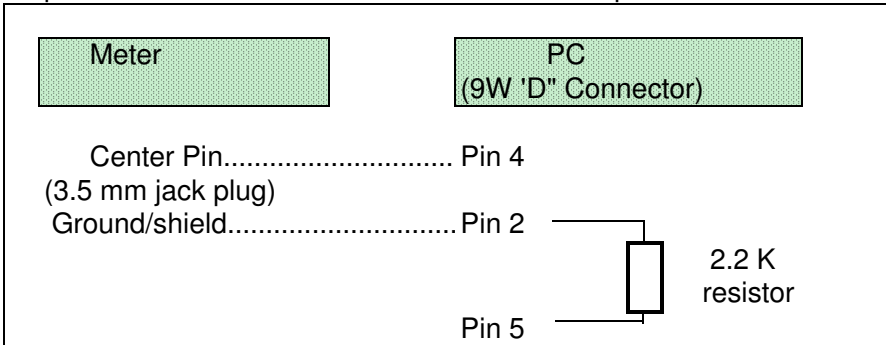 Meter PC
(9W 'D" Connector)
Center Pin............................. Pin 4
(3.5 mm jack plug)
Ground/shield.............................Pin 2
2.2 K
resistor
Pin 5